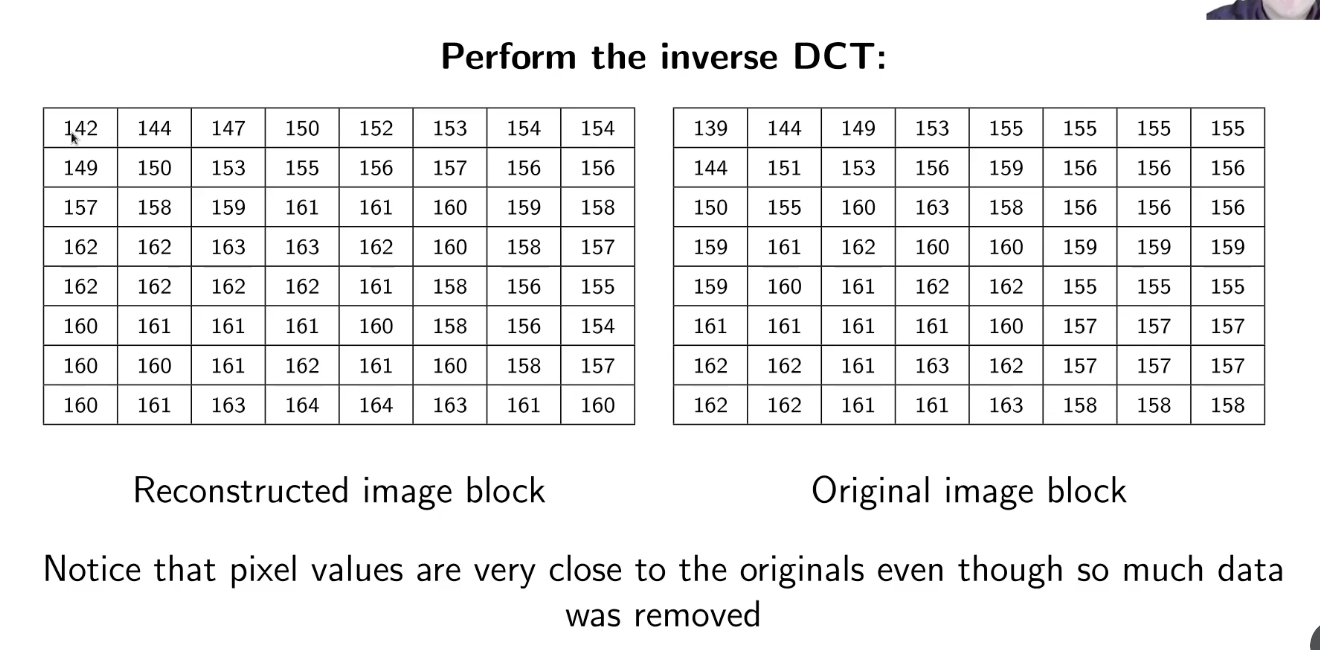 Perform the inverse DCT:
142 144 147 150 152 153 154 154
149 150 153 155 156 157 156 156
157 158 159 161 161 160 159 158
162 162 163 163 162 160 158 157
162 162 162 162 161 158 156 155
160 161 161 161 160 158 156 154
160 160 161 162 161 160 158 157
160 161 163 164 164 163 161 160
Reconstructed image block
139 144 149 153 155 155 155 155
144 151 153 156 159 156 156 156
150 155 160 163 158 156 156 156
159 161 162 160 160 159 159 159
159 160 161 162 162 155 155 155
161 161 161 161 160 157 157 157
162 162 161 163 162 157 157 157
162 162 161 161 163 158 158 158
Original image block
Notice that pixel values are very close to the originals even though so much data
was removed